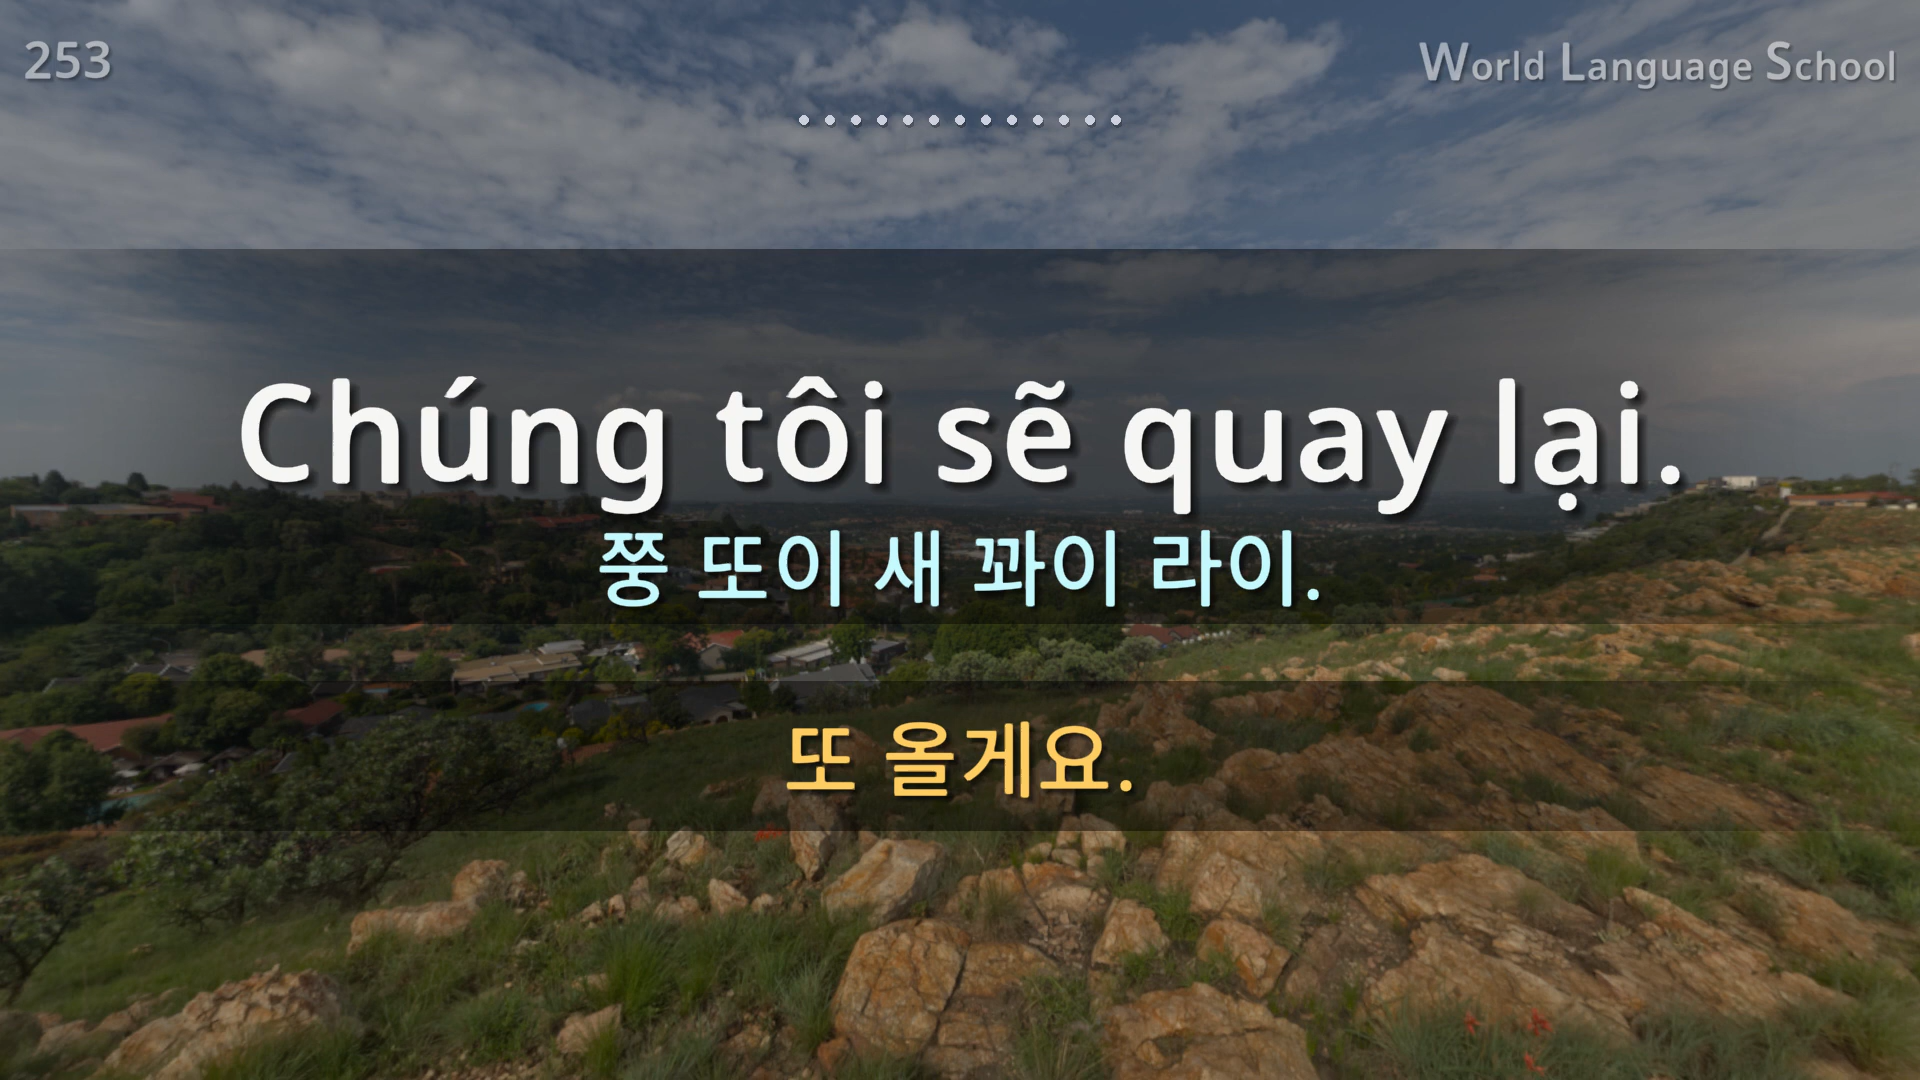 253
World Language School
Chúng tôi sẽ quay lại.
쭝 또이 새 꽈이 라이.
또 올게요.